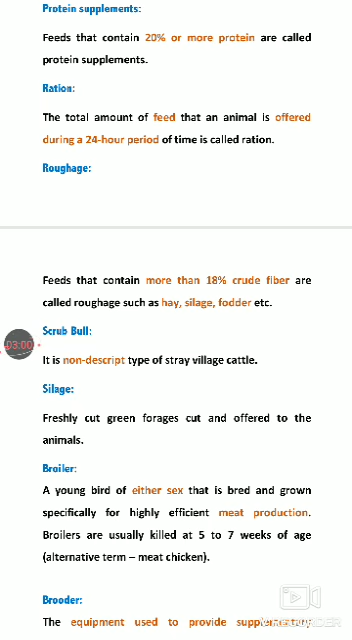 Protein supplements:
Feeds that contain 20% or more protein are called
protein supplements.
Ration:
The total amount of feed that an animal is offered
during a 24-hour period of time is called ration.
Roughage:
Feeds that contain more than 18% crude fiber are
called roughage such as hay, silage, fodder etc.
03:00
Scrub Bull:
It is non-descript type of stray village cattle.
Silage:
Freshly cut green forages cut and offered to the
animals.
Broiler:
A young bird of either sex that is bred and grown
specifically for highly efficient meat production.
Broilers are usually killed at 5 to 7 weeks of age
(alternative term – meat chicken).
Brooder:
The equipment used to provide supplementary